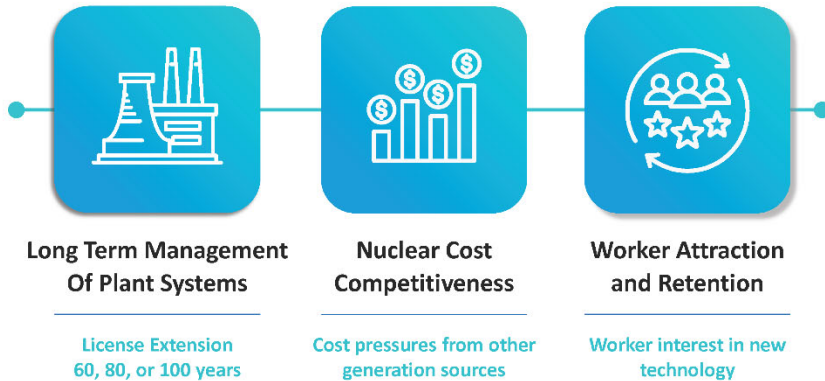 $ $ $ $
Long Term Management
Of Plant Systems
License Extension
60, 80, or 100 years
Nuclear Cost
Competitiveness
Cost pressures from other
generation sources
Worker Attraction
and Retention
Worker interest in new
technology